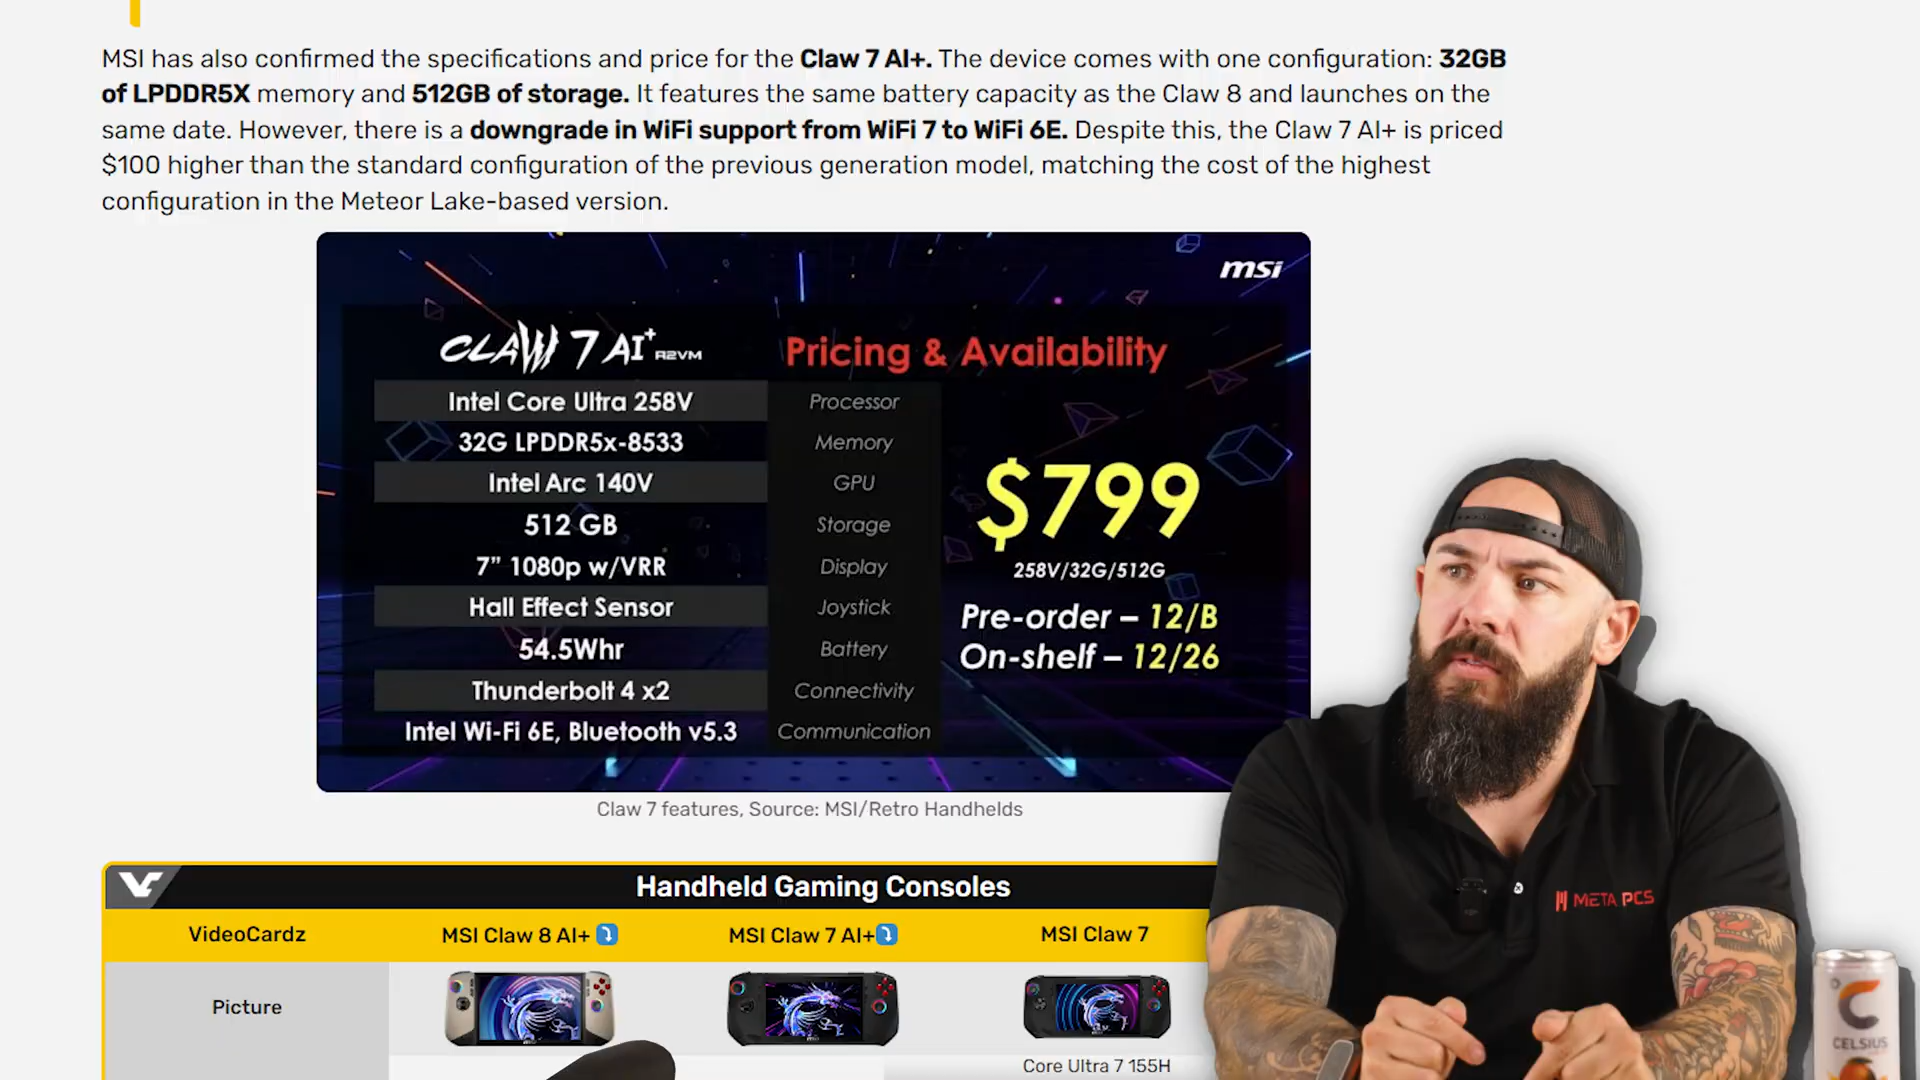 MSI has also confirmed the specifications and price for the Claw 7 AI+. The device comes with one configuration: 32GB
of LPDDR5X memory and 512GB of storage. It features the same battery capacity as the Claw 8 and launches on the
same date. However, there is a downgrade in WiFi support from WiFi 7 to WiFi 6E. Despite this, the Claw 7 AI+ is priced
$100 higher than the standard configuration of the previous generation model, matching the cost of the highest
configuration in the Meteor Lake-based version.
msi
CLAW 7 AI+ A2VM
Pricing & Availability
Intel Core Ultra 258V Processor
32G LPDDR5x-8533 Memory
Intel Arc 140V GPU
512 GB Storage
7” 1080p w/VRR Display
Hall Effect Sensor Joystick
54.5Whr Battery
Thunderbolt 4 x2 Connectivity
Intel Wi-Fi 6E, Bluetooth v5.3 Communication
$799
258V/32G/512G
Pre-order – 12/B
On-shelf – 12/26
Claw 7 features, Source: MSI/Retro Handhelds
Handheld Gaming Consoles
VideoCardz MSI Claw 8 AI+ MSI Claw 7 AI+ MSI Claw 7
Picture
Core Ultra 7 155H
META PCS
CELSIUS